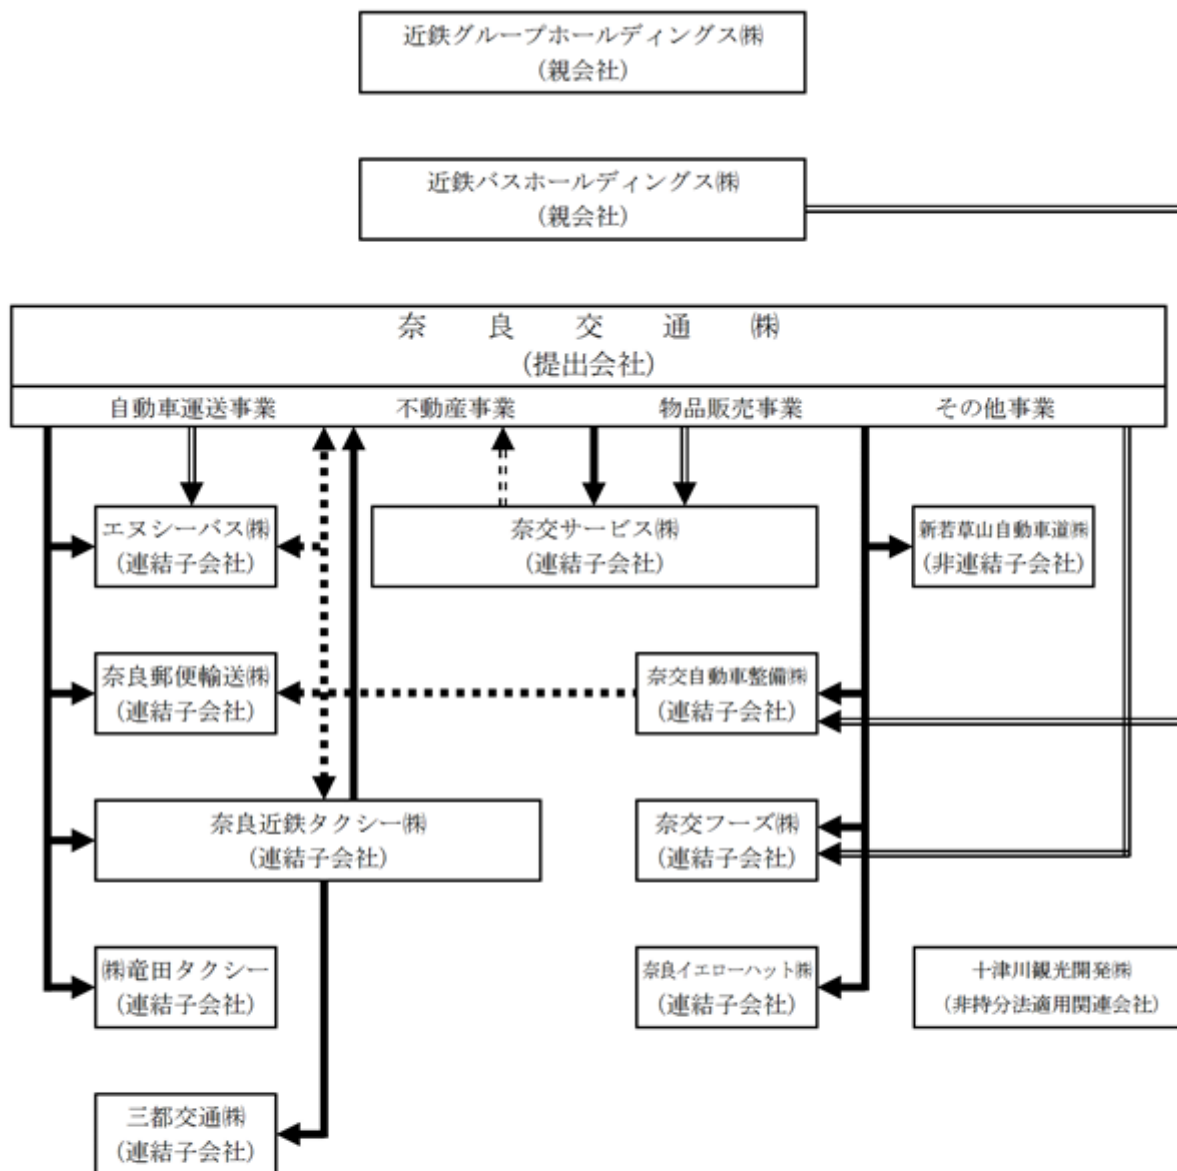 近鉄グループホールディングス㈱
(親会社)
近鉄バスホールディングス㈱
(親会社)
奈良交通㈱
(提出会社)
自動車運送事業 不動産事業 物品販売事業 その他事業
エヌシーバス㈱
(連結子会社)
奈交サービス㈱
(連結子会社)
新若草山自動車道㈱
(非連結子会社)
奈良郵便輸送㈱
(連結子会社)
奈交自動車整備㈱
(連結子会社)
奈良近鉄タクシー㈱
(連結子会社)
奈交フーズ㈱
(連結子会社)
㈱竜田タクシー
(連結子会社)
奈良イエローハット㈱
(連結子会社)
十津川観光開発㈱
(非持分法適用関連会社)
三都交通㈱
(連結子会社)